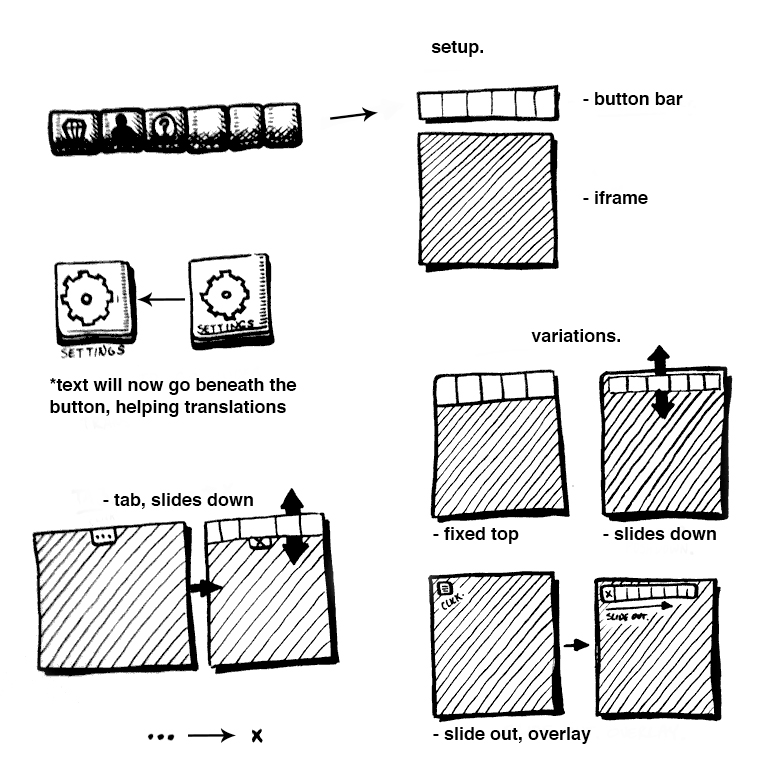 setup.
- button bar
?
- iframe
SETTINGS
SETTINGS
*text will now go beneath the
button, helping translations
variations.
- fixed top
- slides down
- tab, slides down
...
x
... x
CLICK.
x
SLIDE OUT.
- slide out, overlay